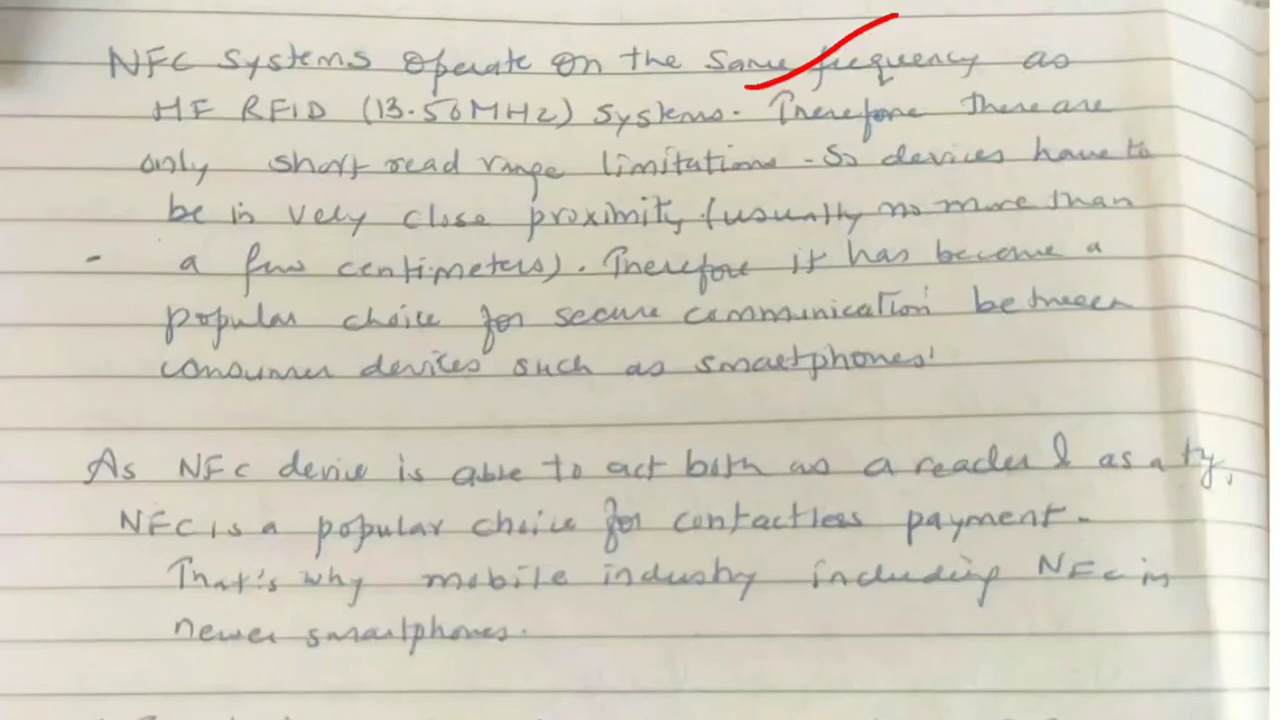 NFC Systems Operate on the Same frequency as
HF RFID (13.56MHz) Systems. Therefore there are
only short read range limitations. So devices have to
be in very close proximity (usually no more than
a few centimeters). Therefore it has become a
popular choice for secure communication between
consumer devices such as smartphones.
As NFC device is able to act both as a reader & as a tg,
NFC is a popular choice for contactless payment.
That's why mobile industry including NFC in
newer smartphones.